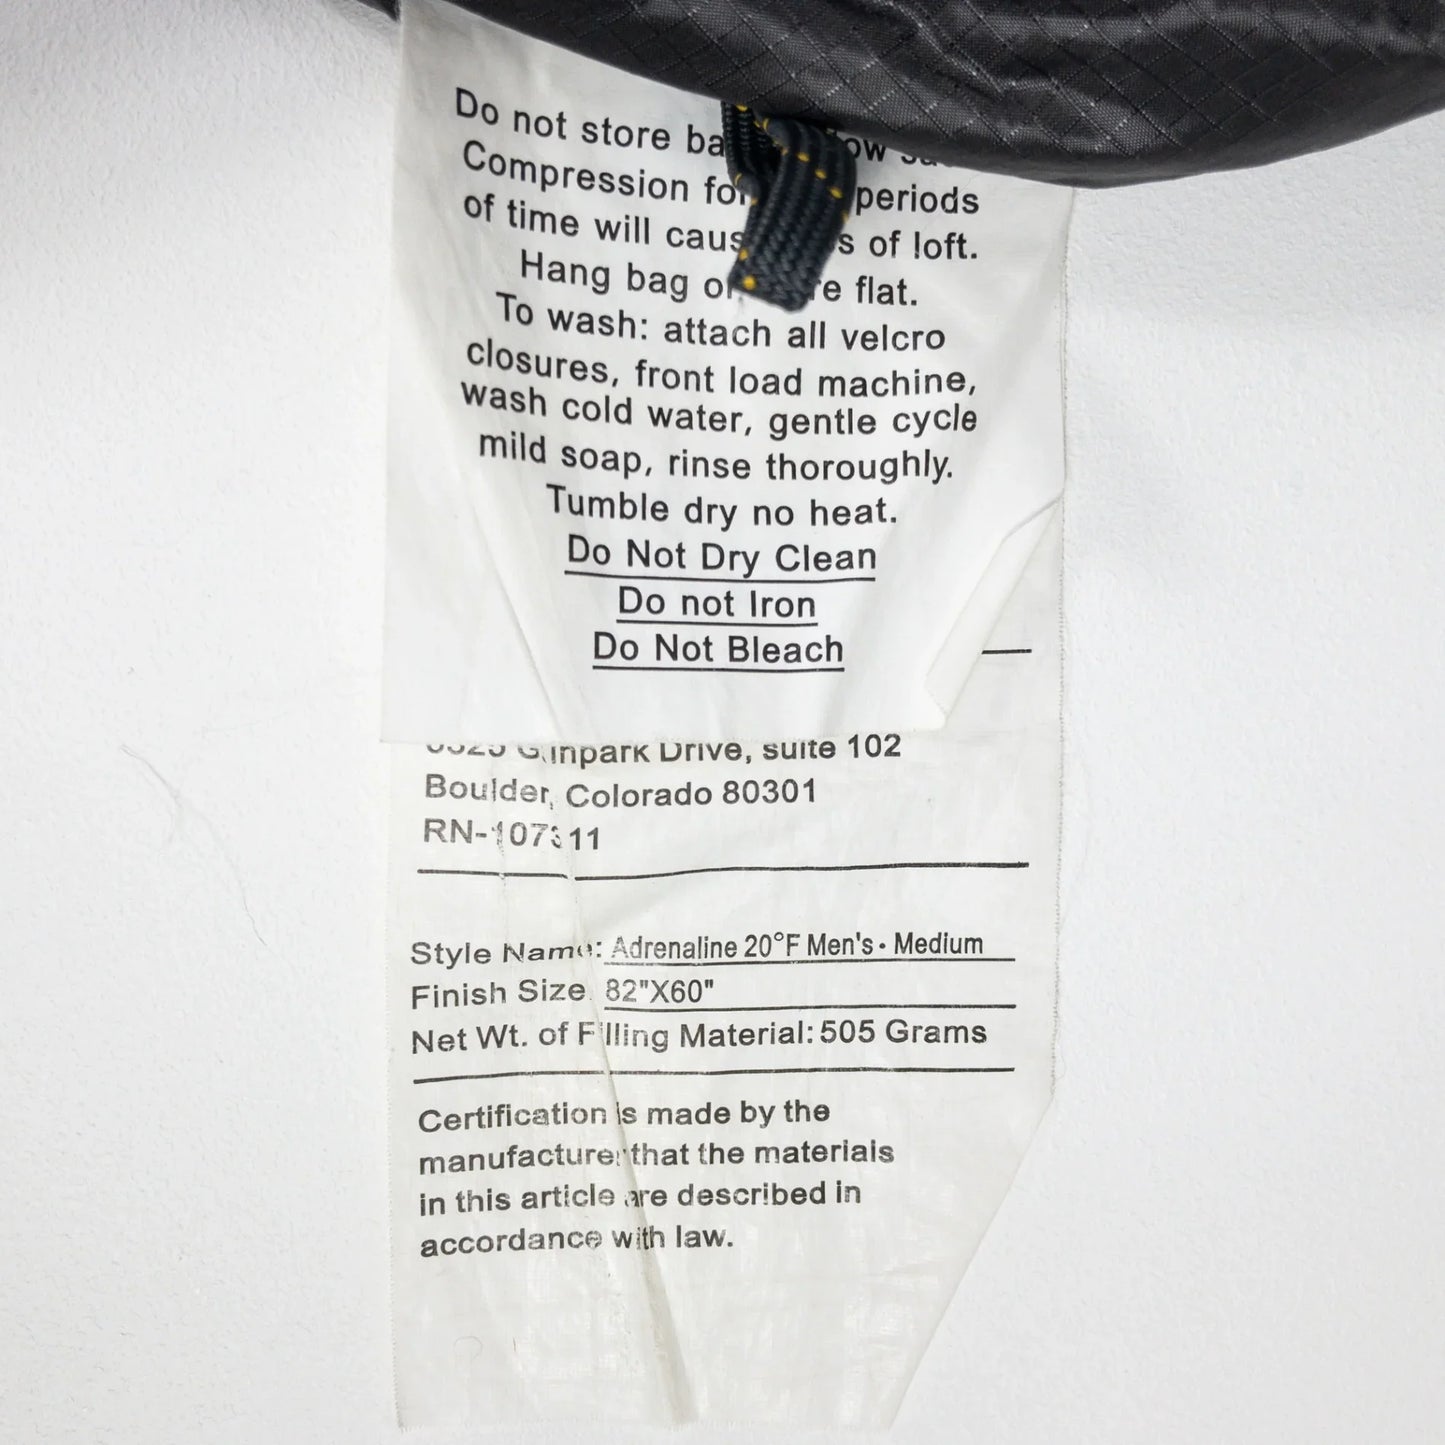 Do not store
Compression periods
of time will of loft.
Hang bag flat.
To wash: attach all velcro
closures, front load machine,
wash cold water, gentle cycle
mild soap, rinse thoroughly.
Tumble dry no heat.
Do Not Dry Clean
Do not Iron
Do Not Bleach
Drive, suite 102
Boulder, Colorado 80301
RN-107311
Style Name: Adrenaline 20°F Men's • Medium
Finish Size 82"X60"
Net Wt. of Filling Material: 505 Grams
Certification is made by the
manufacturer that the materials
in this article are described in
accordance with law.